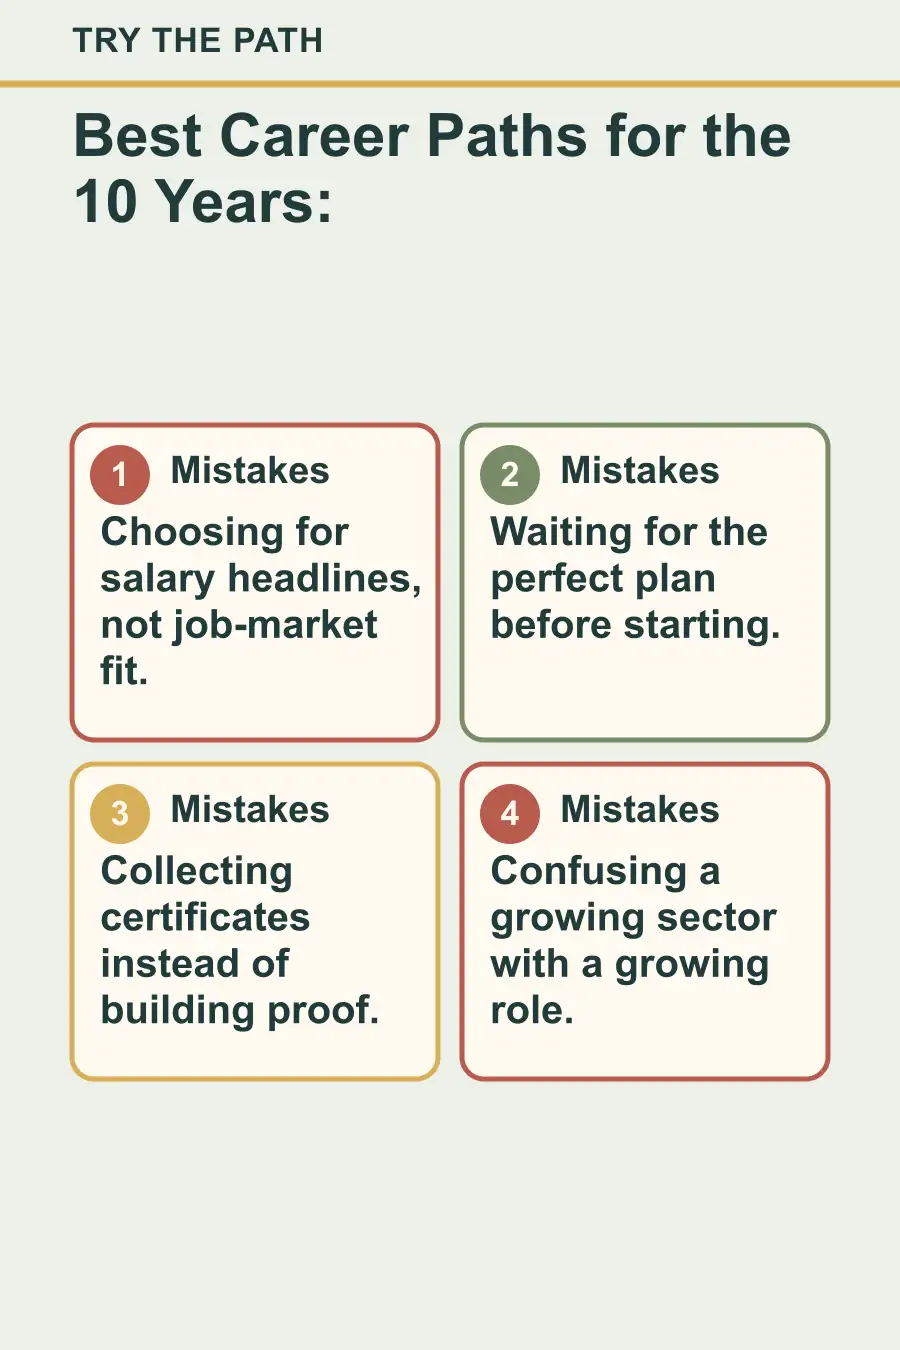 TRY THE PATH
Best Career Paths for the
10 Years:
1 Mistakes
Choosing for
salary headlines,
not job-market
fit.
2 Mistakes
Waiting for the
perfect plan
before starting.
3 Mistakes
Collecting
certificates
instead of
building proof.
4 Mistakes
Confusing a
growing sector
with a growing
role.